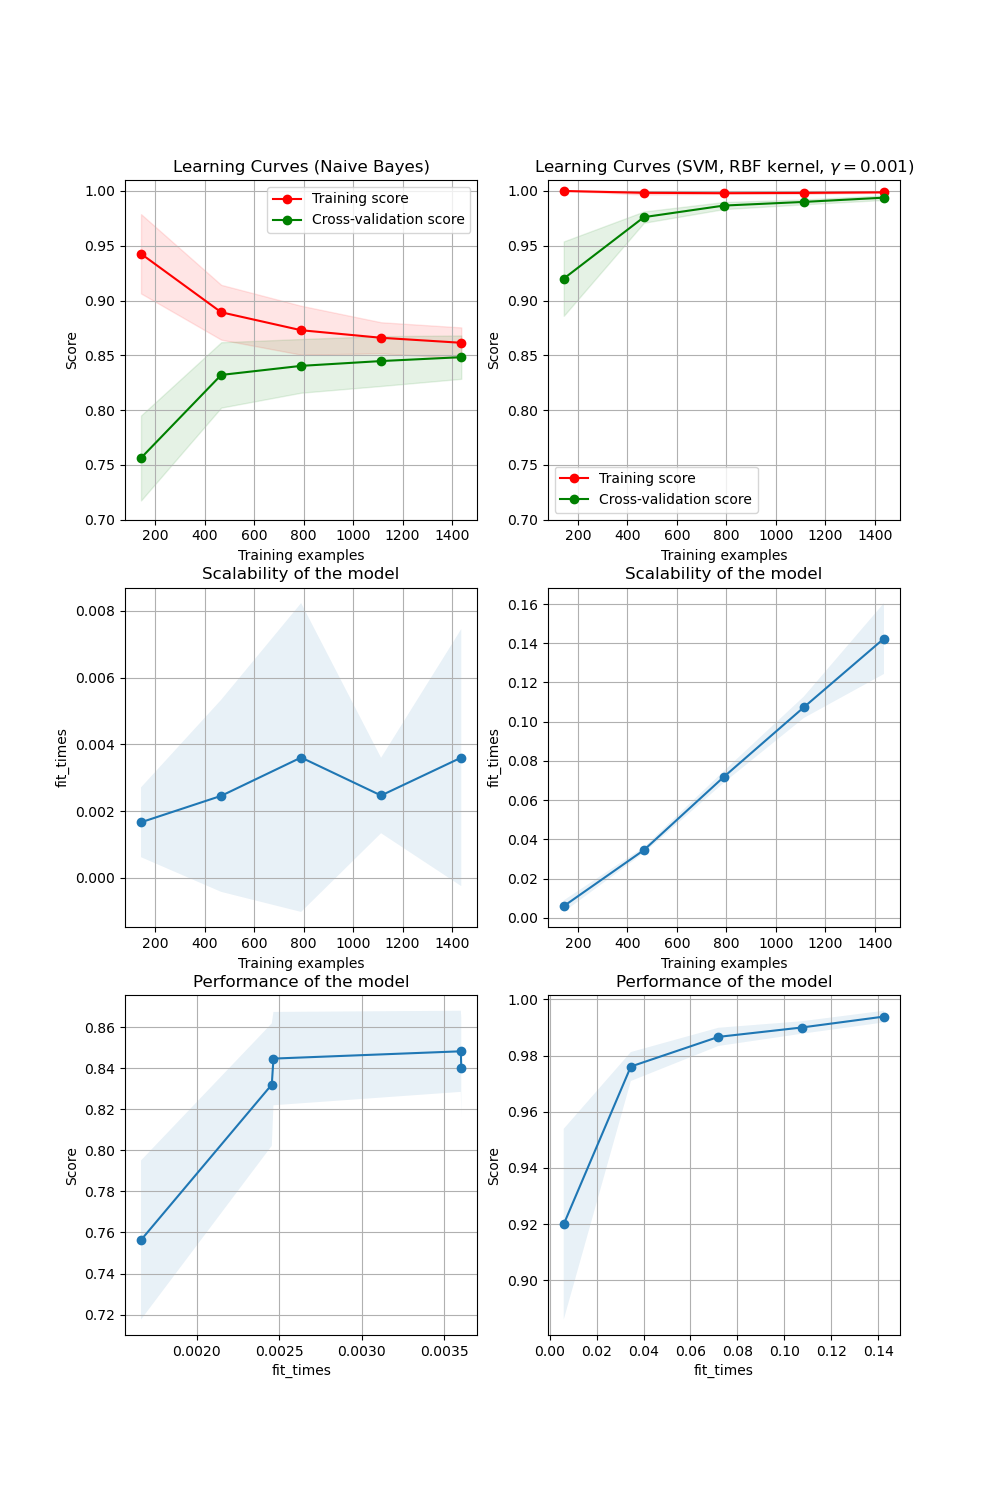 Learning Curves (Naive Bayes)
1.00
0.95
0.90
0.85
0.80
0.75
0.70
Score
Training score
Cross-validation score
200 400 600 800 1000 1200 1400
Training examples
Learning Curves (SVM, RBF kernel, γ = 0.001)
1.00
0.95
0.90
0.85
0.80
0.75
0.70
Score
Training score
Cross-validation score
200 400 600 800 1000 1200 1400
Training examples
Scalability of the model
0.008
0.006
0.004
0.002
0.000
fit_times
200 400 600 800 1000 1200 1400
Training examples
Scalability of the model
0.16
0.14
0.12
0.10
0.08
0.06
0.04
0.02
0.00
fit_times
200 400 600 800 1000 1200 1400
Training examples
Performance of the model
0.86
0.84
0.82
0.80
0.78
0.76
0.74
0.72
Score
0.0020 0.0025 0.0030 0.0035
fit_times
Performance of the model
1.00
0.98
0.96
0.94
0.92
0.90
Score
0.00 0.02 0.04 0.06 0.08 0.10 0.12 0.14
fit_times